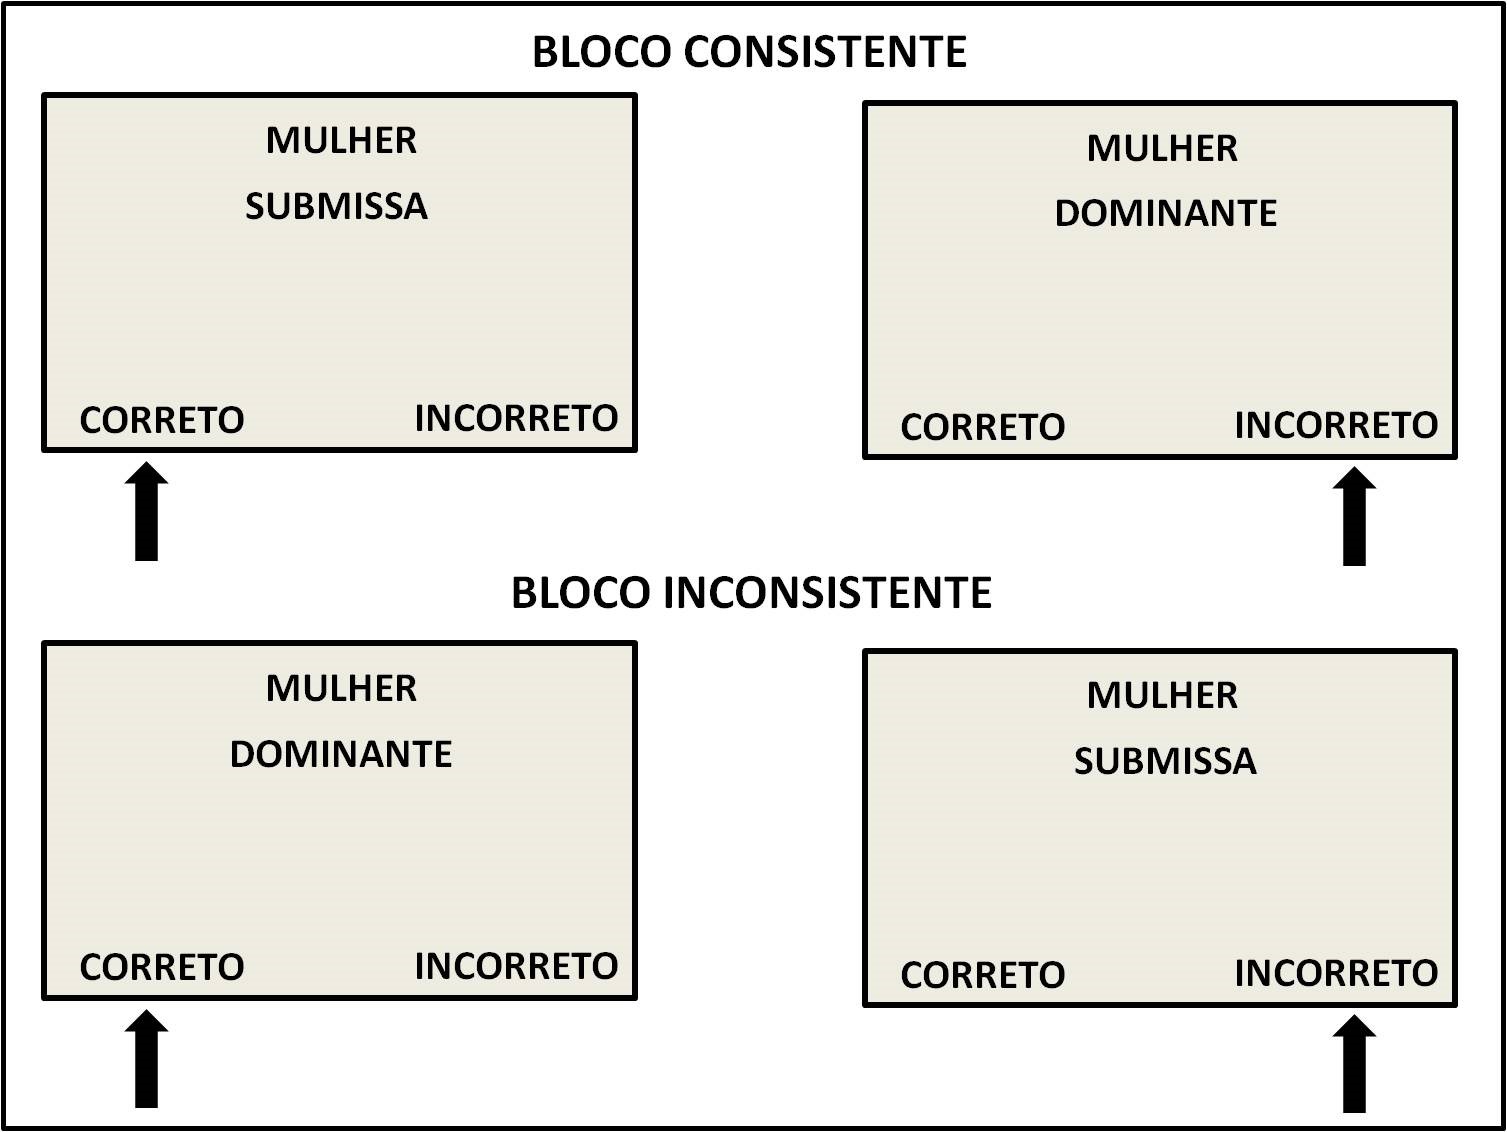 BLOCO CONSISTENTE
MULHER
SUBMISSA
CORRETO INCORRETO
MULHER
DOMINANTE
CORRETO INCORRETO
BLOCO INCONSISTENTE
MULHER
DOMINANTE
CORRETO INCORRETO
MULHER
SUBMISSA
CORRETO INCORRETO